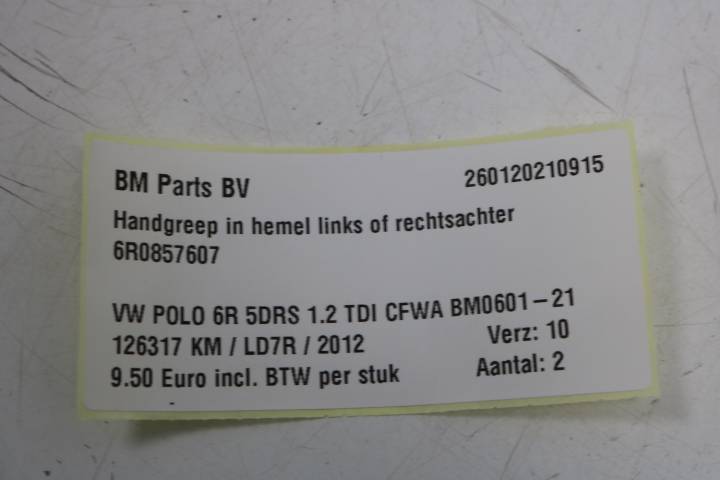 BM Parts BV 260120210915
Handgreep in hemel links of rechtsachter
6R0857607
VW POLO 6R 5DRS 1.2 TDI CFWA BM0601-21
126317 KM / LD7R / 2012 Verz: 10
9.50 Euro incl. BTW per stuk Aantal: 2